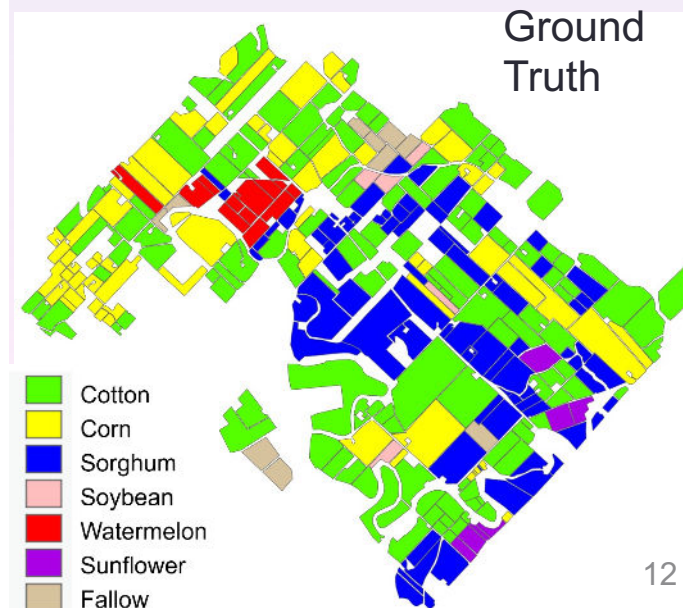 Ground
Truth
Cotton
Corn
Sorghum
Soybean
Watermelon
Sunflower
Fallow
12